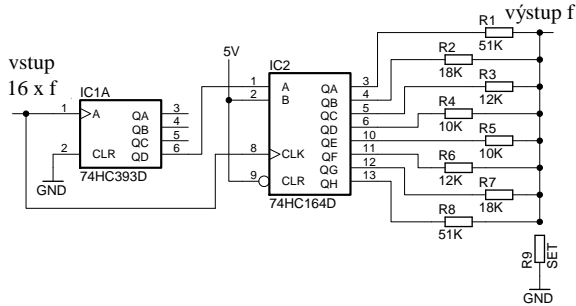 výstup f
R1
51K
R2
18K
R3
12K
R4
10K
R5
10K
R6
12K
R7
18K
R8
51K
R9
SET
GND
vstup
16 x f
IC1A
1
A
QA
3
QB
4
QC
5
QD
6
2
CLR
GND
74HC393D
5V
IC2
1
A
2
B
8
CLK
9
CLR
QA
3
QB
4
QC
5
QD
6
QE
10
QF
11
QG
12
QH
13
74HC164D